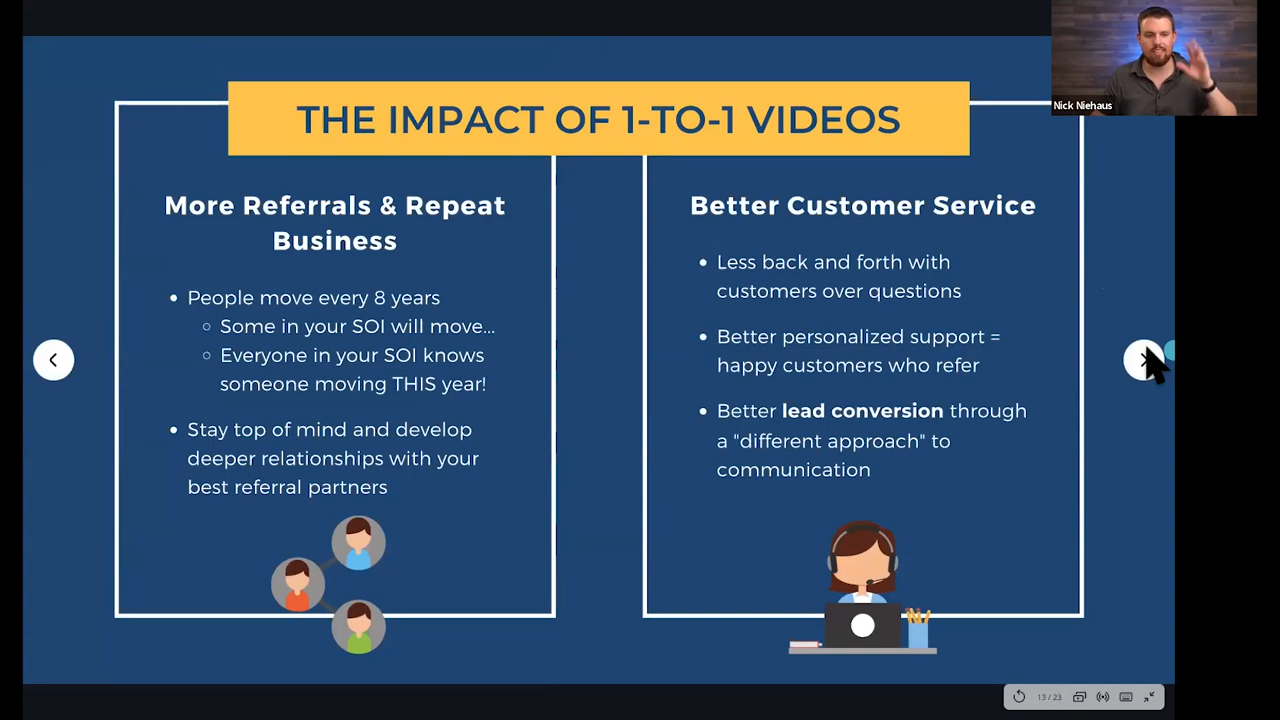 THE IMPACT OF 1-TO-1 VIDEOS
Nick Niehaus
More Referrals & Repeat
Business
• People move every 8 years
◦ Some in your SOI will move...
◦ Everyone in your SOI knows
someone moving THIS year!
• Stay top of mind and develop
deeper relationships with your
best referral partners
Better Customer Service
• Less back and forth with
customers over questions
• Better personalized support =
happy customers who refer
• Better lead conversion through
a "different approach" to
communication
13 / 23